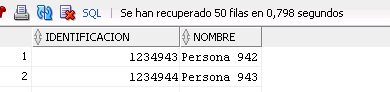 SQL | Se han recuperado 50 filas en 0,798 segundos
IDENTIFICACION NOMBRE
1 1234943 Persona 942
2 1234944 Persona 943